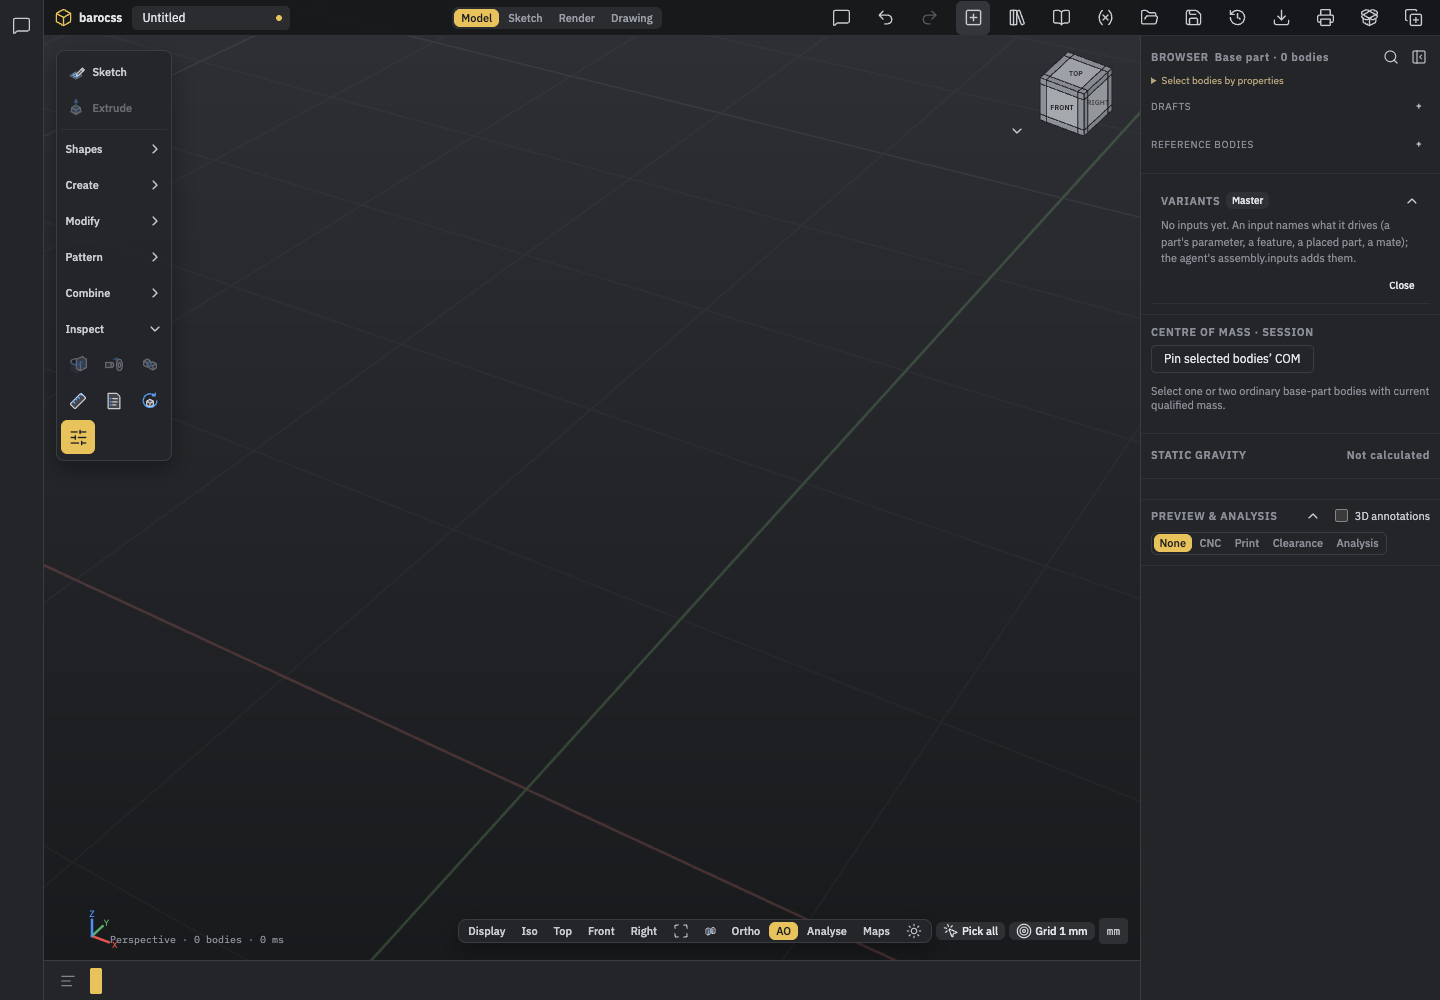 barocss
Untitled
Model Sketch Render Drawing
Sketch
Extrude
Shapes
Create
Modify
Pattern
Combine
Inspect
TOP
FRONT
RIGHT
BROWSER Base part · 0 bodies
Select bodies by properties
DRAFTS +
REFERENCE BODIES +
VARIANTS Master
No inputs yet. An input names what it drives (a
part's parameter, a feature, a placed part, a mate);
the agent's assembly.inputs adds them.
Close
CENTRE OF MASS · SESSION
Pin selected bodies’ COM
Select one or two ordinary base-part bodies with current
qualified mass.
STATIC GRAVITY Not calculated
PREVIEW & ANALYSIS 3D annotations
None CNC Print Clearance Analysis
Z
Y
X
Perspective · 0 bodies · 0 ms
Display Iso Top Front Right Ortho AO Analyse Maps Pick all Grid 1 mm mm